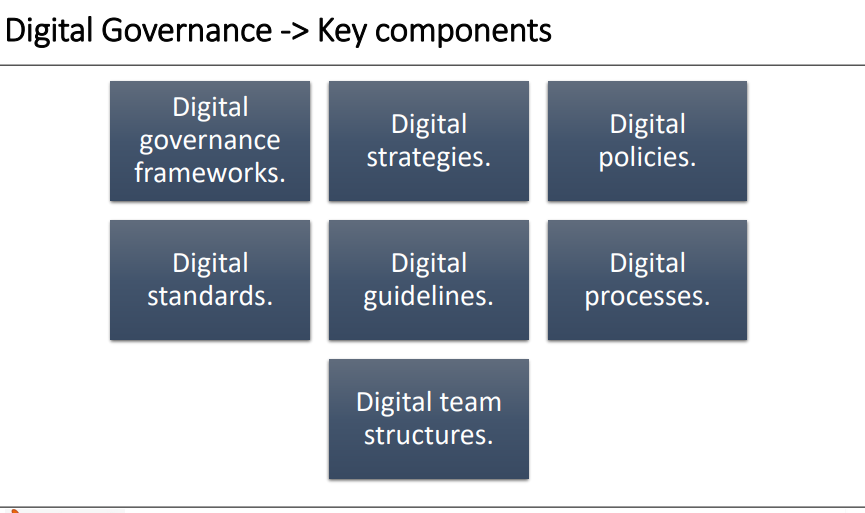 Digital Governance -> Key components
Digital
governance
frameworks.
Digital
strategies.
Digital
policies.
Digital
standards.
Digital
guidelines.
Digital
processes.
Digital team
structures.